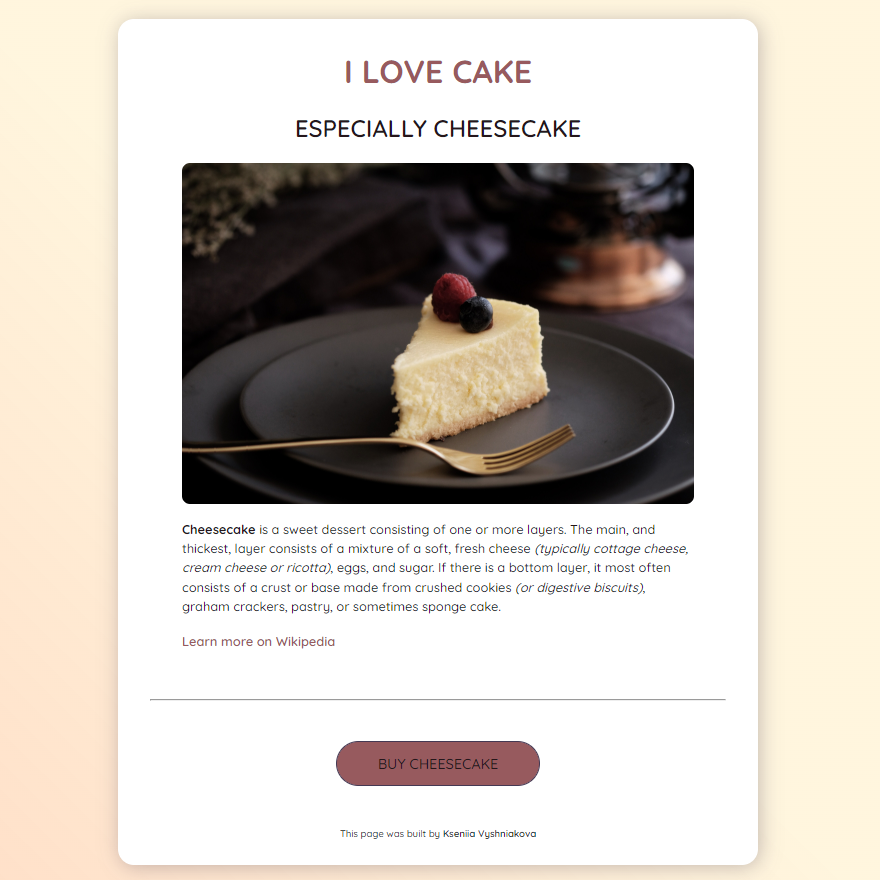 I LOVE CAKE
ESPECIALLY CHEESECAKE
Cheesecake is a sweet dessert consisting of one or more layers. The main, and
thickest, layer consists of a mixture of a soft, fresh cheese (typically cottage cheese,
cream cheese or ricotta), eggs, and sugar. If there is a bottom layer, it most often
consists of a crust or base made from crushed cookies (or digestive biscuits),
graham crackers, pastry, or sometimes sponge cake.
Learn more on Wikipedia
BUY CHEESECAKE
This page was built by Kseniia Vyshniakova